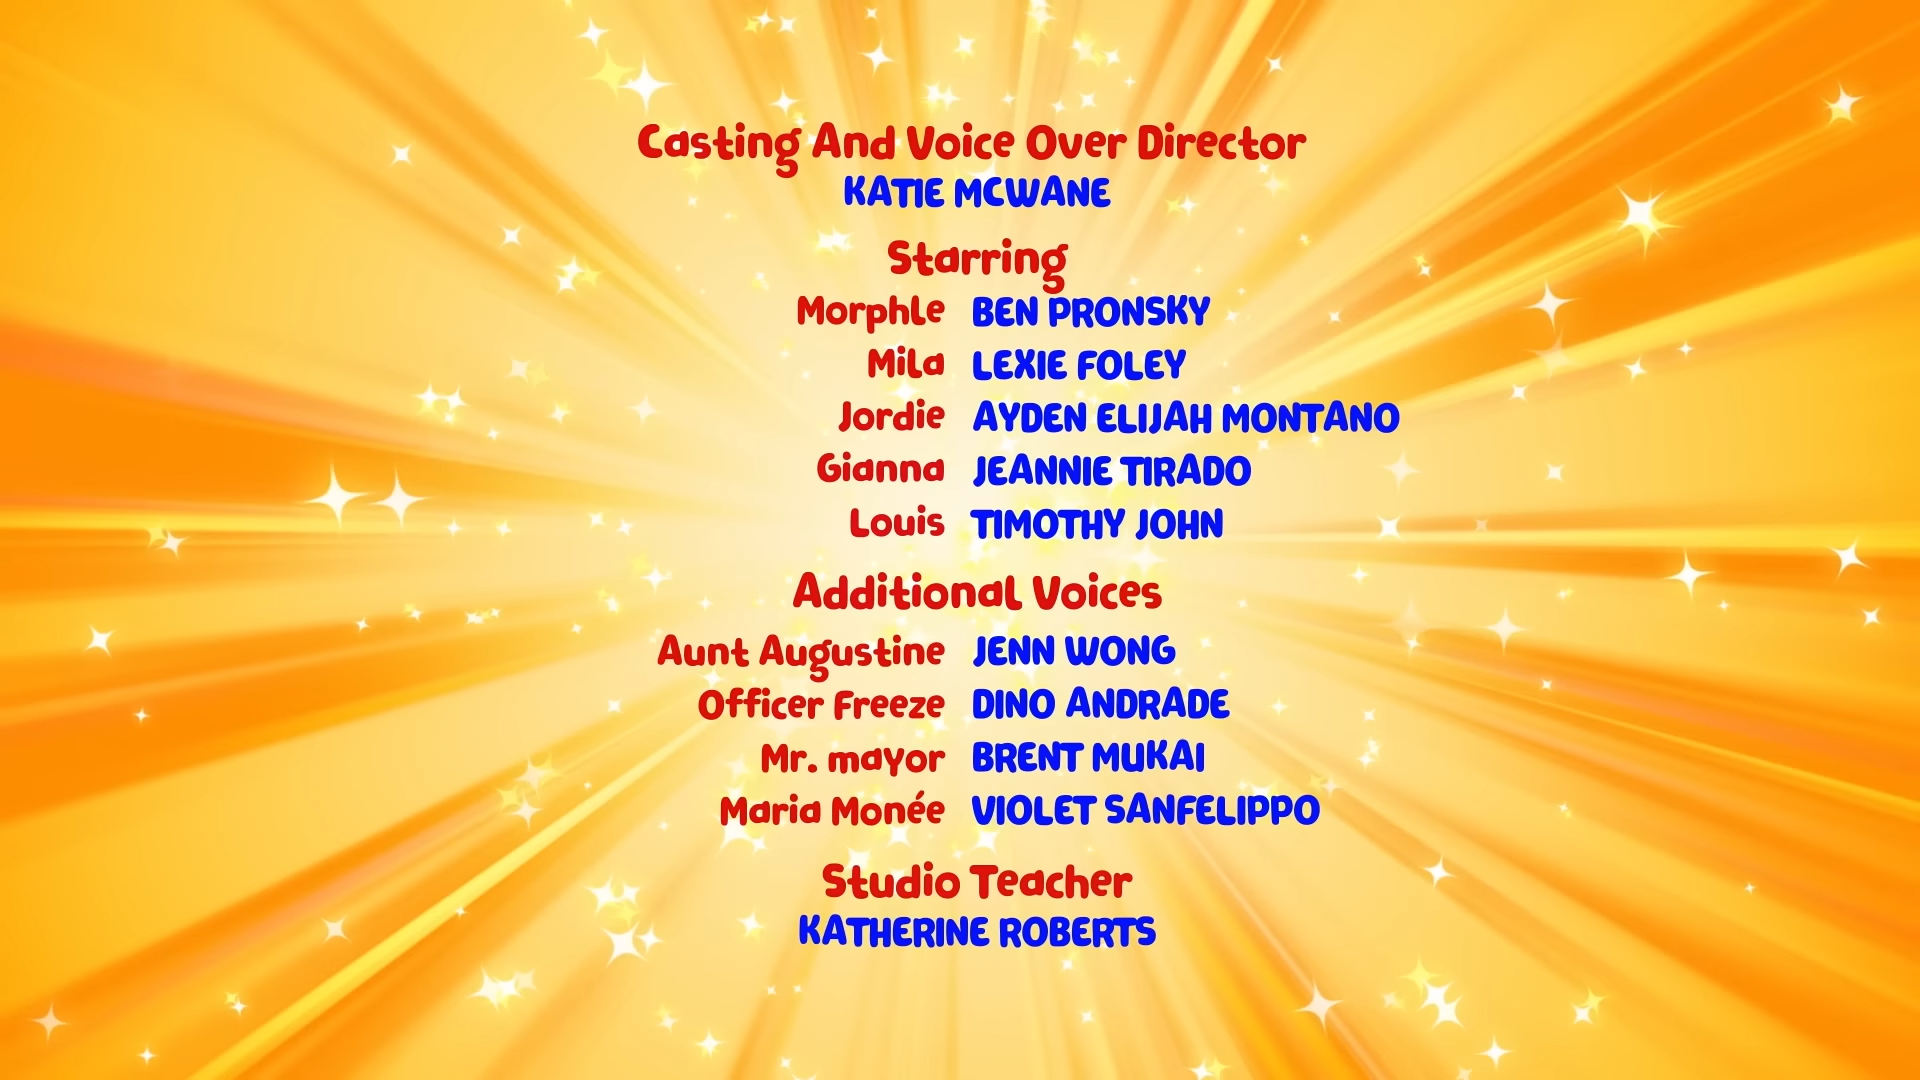 Casting And Voice Over Director
KATIE MCWANE
Starring
Morphle BEN PRONSKY
Mila LEXIE FOLEY
Jordie AYDEN ELIJAH MONTANO
Gianna JEANNIE TIRADO
Louis TIMOTHY JOHN
Additional Voices
Aunt Augustine JENN WONG
Officer Freeze DINO ANDRADE
Mr. mayor BRENT MUKAI
Maria Monée VIOLET SANFELIPPO
Studio Teacher
KATHERINE ROBERTS